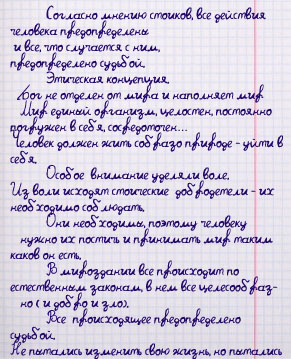 Согласно мнению стоиков, все действия
человека предопределены
и все, что случается с ним,
предопределено судьбой.
Этическая концепция.
Бог не отделен от мира и наполняет мир
Мир единый организм, целостен, постоянно
погружен в себя, сосредоточен...
Человек должен жить собразо природе - уйти в
себя.
Особое внимание уделяли воле.
Из воли исходят стоические добродетели - их
необходимо соблюдать.
Они необходимы, поэтому человеку
нужно их постичь и принимать мир таким
каков он есть.
В мироздании все происходит по
естественным законам, в нем все целесообраз-
но (и добро и зло).
Все происходящее предопределено
судьбой.
Не пытались изменить свою жизнь, но пытались